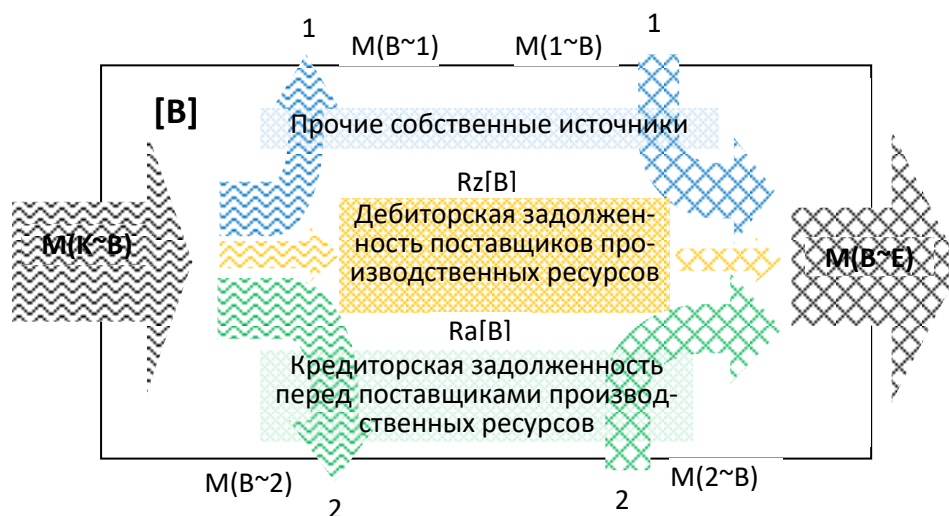 1
1
M(B~1)
M(1~B)
[B]
Прочие собственные источники
Rz[B]
Дебиторская задолжен-
ность поставщиков про-
изводственных ресурсов
M(K~B)
M(B~E)
Ra[B]
Кредиторская задолженность
перед поставщиками производ-
ственных ресурсов
M(B~2)
M(2~B)
2
2